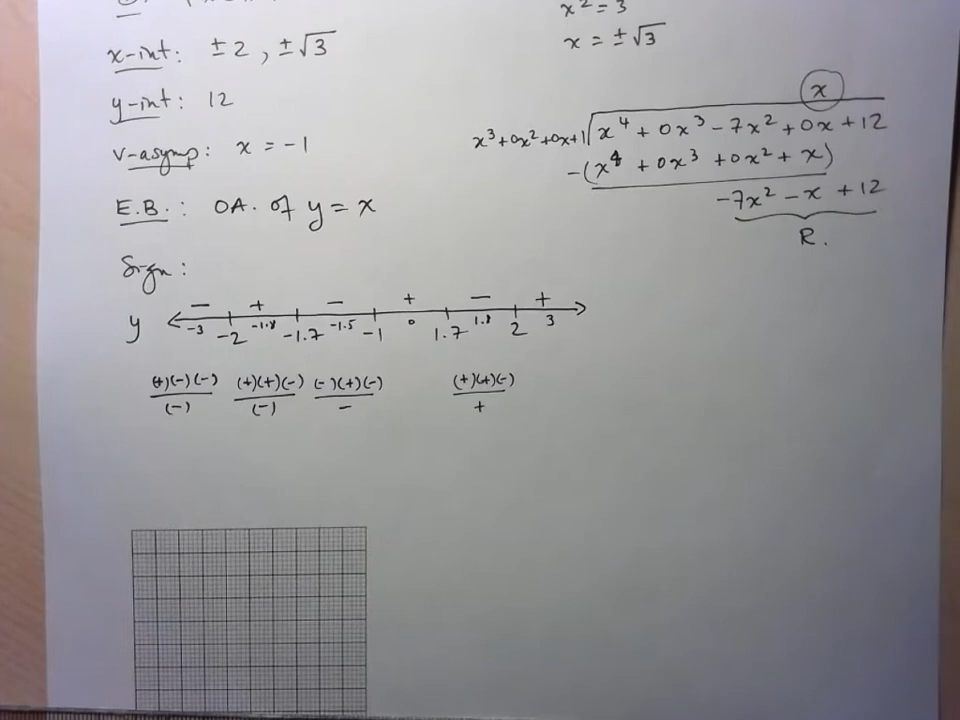 x² = 3
x-int: ±2, ±√3
x = ±√3
y-int: 12
x
v-asymp: x = -1
x³+0x²+0x+1 x⁴ + 0x³ - 7x² + 0x + 12
-(x⁴ + 0x³ + 0x² + x)
E.B.: OA. of y = x
-7x² - x + 12
R.
Sign:
- + - + - +
y -3 -2 -1.8 -1.7 -1.5 -1 0 1.7 1.8 2 3
(+)(-)(-) (+)(+)(-) (-)(+)(-) (+)(+)(-)
(-) (-) - +